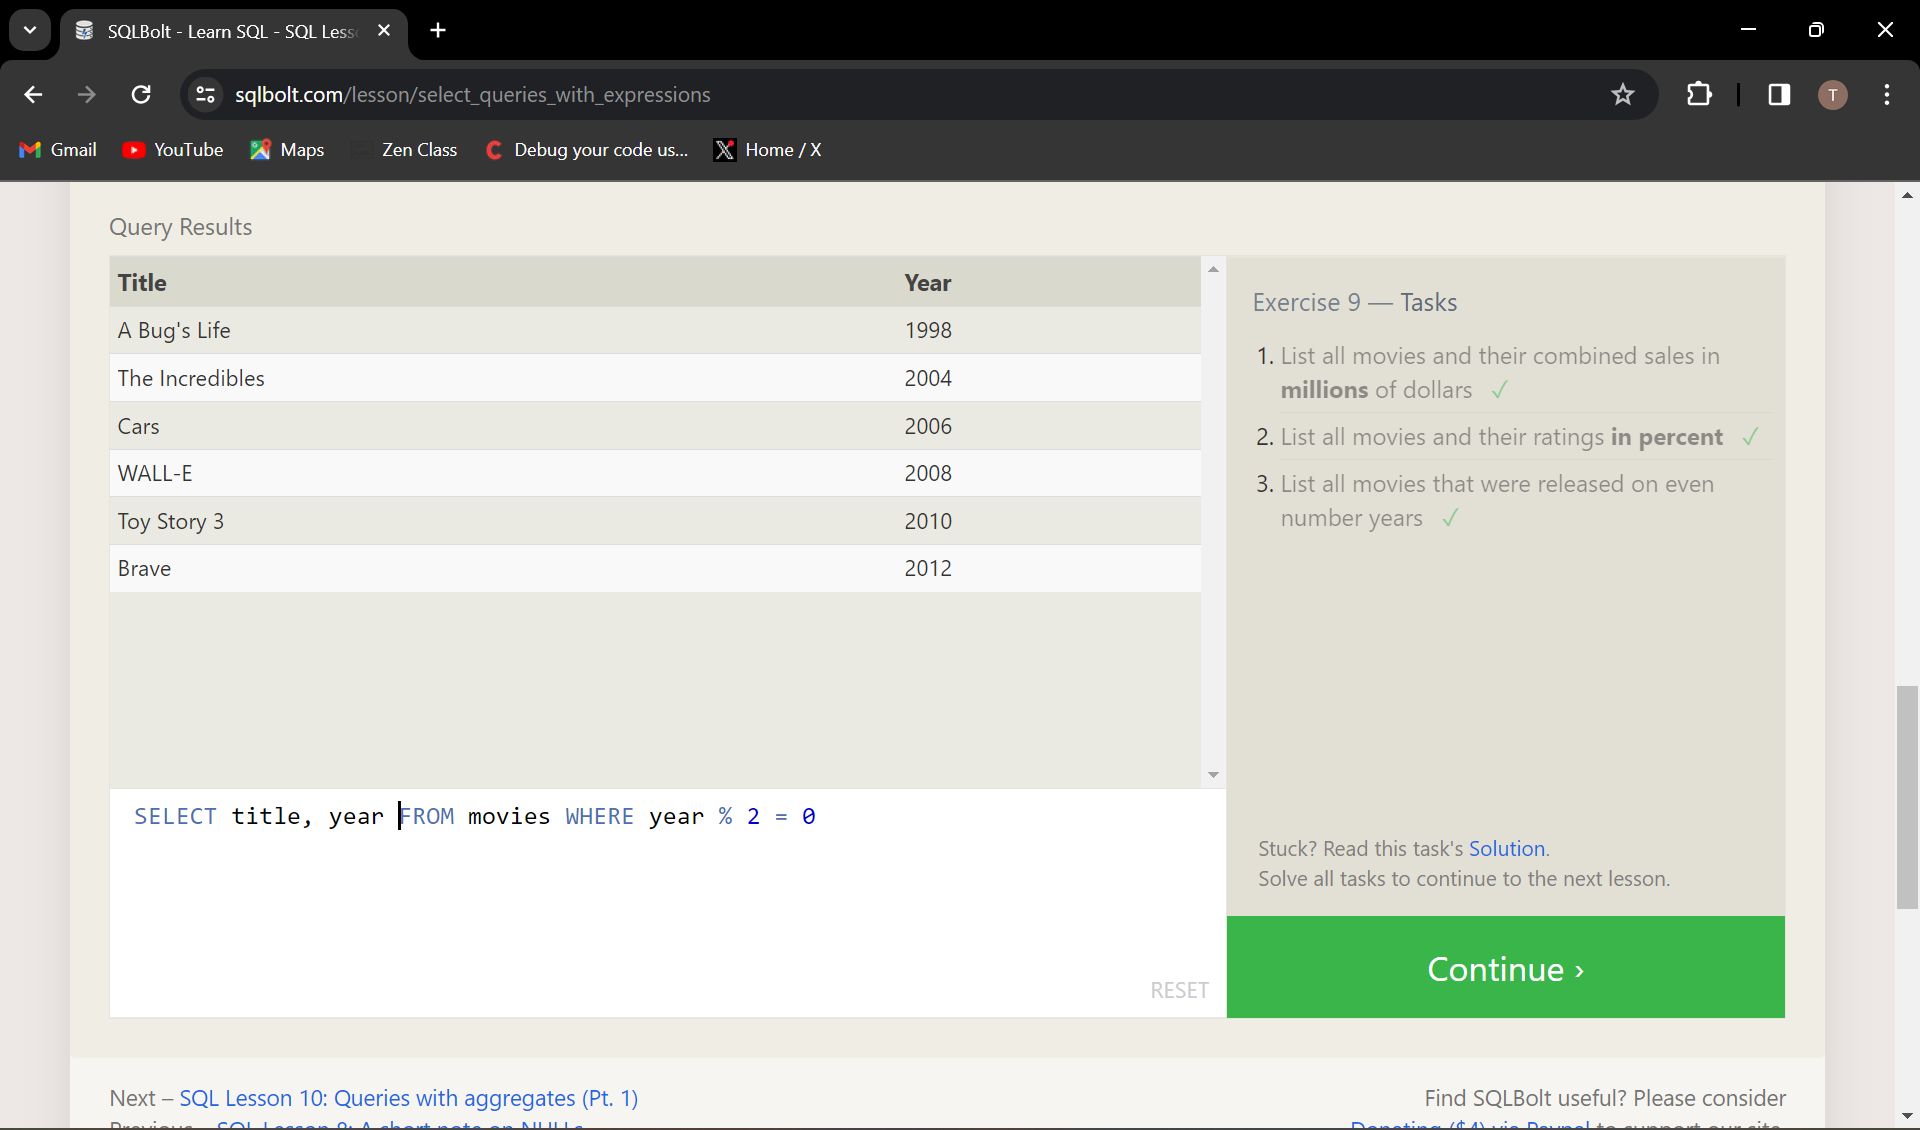 SQLBolt - Learn SQL - SQL Less
sqlbolt.com/lesson/select_queries_with_expressions
T
Gmail
YouTube
Maps
Zen Class
Debug your code us...
Home / X
Query Results
Title Year
A Bug's Life 1998
The Incredibles 2004
Cars 2006
WALL-E 2008
Toy Story 3 2010
Brave 2012
SELECT title, year FROM movies WHERE year % 2 = 0
RESET
Exercise 9 — Tasks
1. List all movies and their combined sales in
millions of dollars ✓
2. List all movies and their ratings in percent ✓
3. List all movies that were released on even
number years ✓
Stuck? Read this task's Solution.
Solve all tasks to continue to the next lesson.
Continue ›
Next – SQL Lesson 10: Queries with aggregates (Pt. 1)
Find SQLBolt useful? Please consider
Previous – SQL Lesson 8: A short note on NULLs
Donating ($4) via Paypal to support our site.